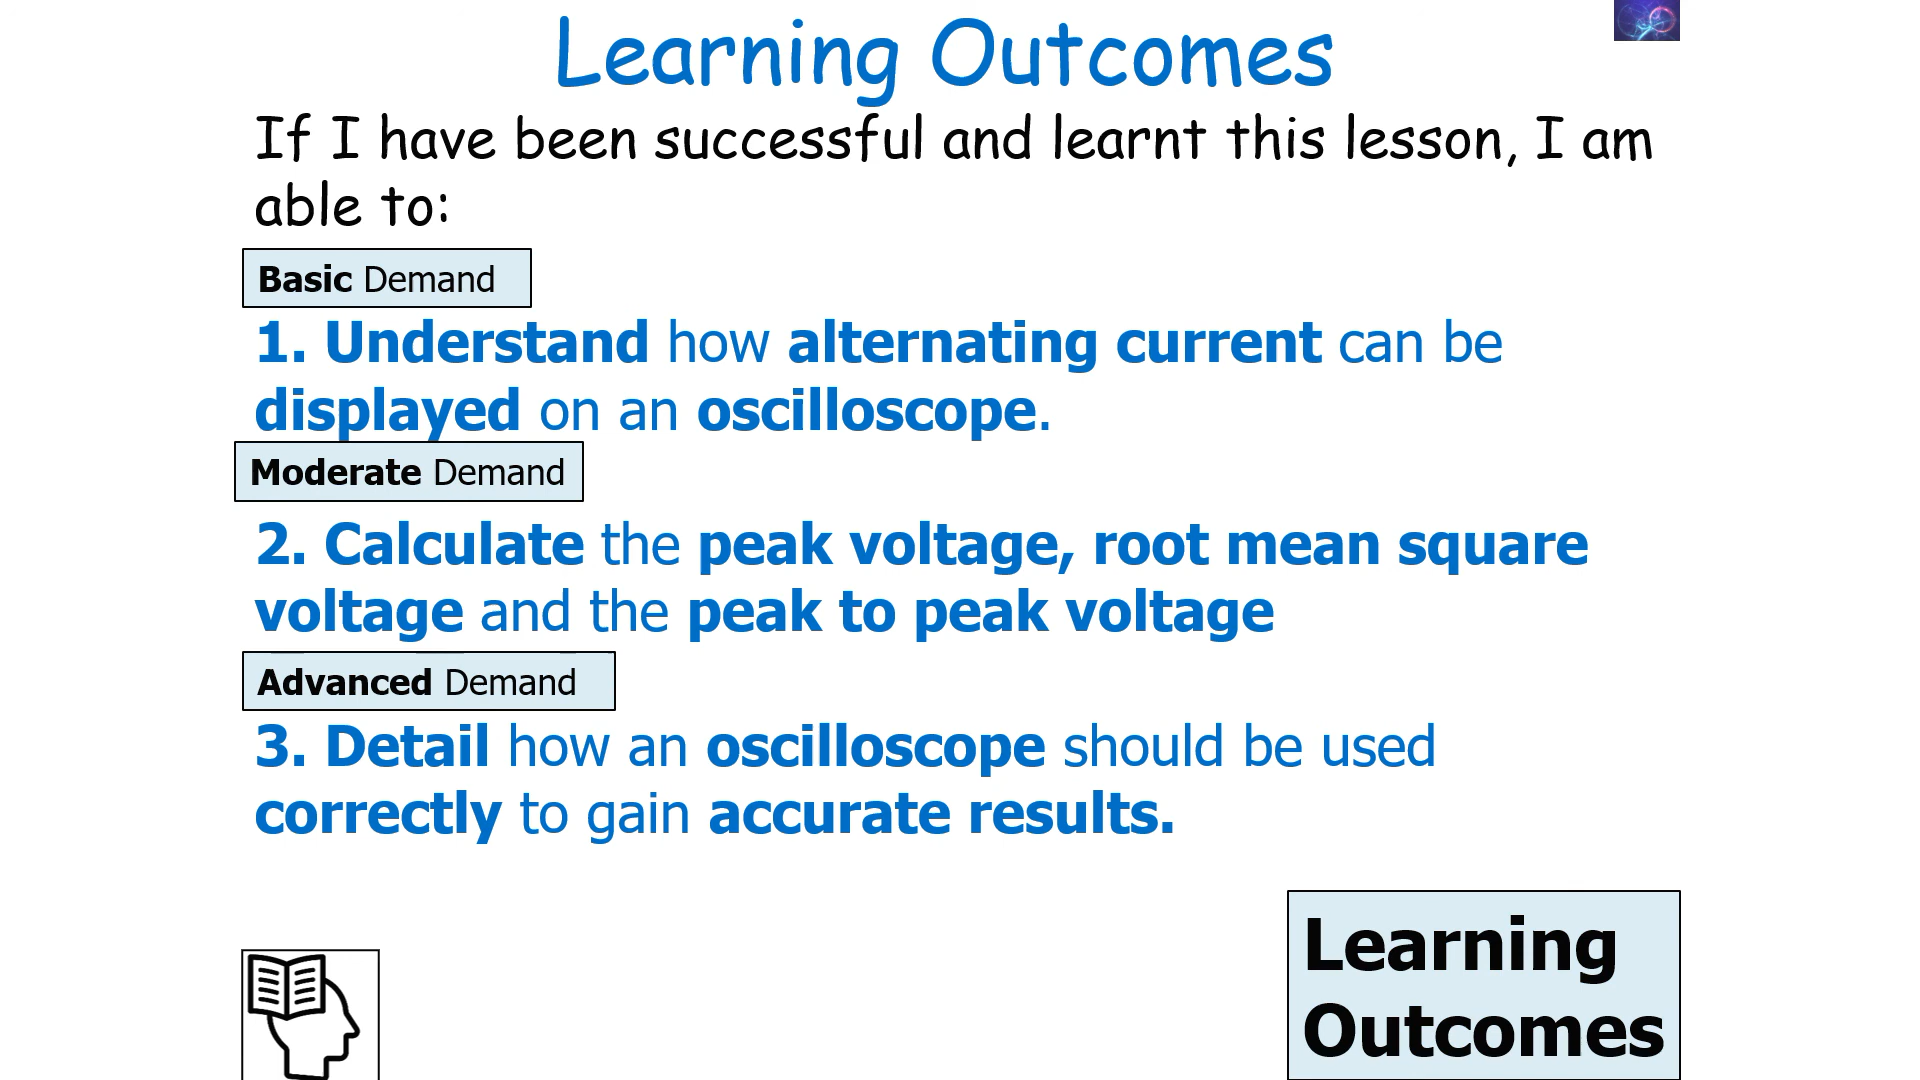 Learning Outcomes
If I have been successful and learnt this lesson, I am
able to:
Basic Demand
1. Understand how alternating current can be
displayed on an oscilloscope.
Moderate Demand
2. Calculate the peak voltage, root mean square
voltage and the peak to peak voltage
Advanced Demand
3. Detail how an oscilloscope should be used
correctly to gain accurate results.
Learning
Outcomes